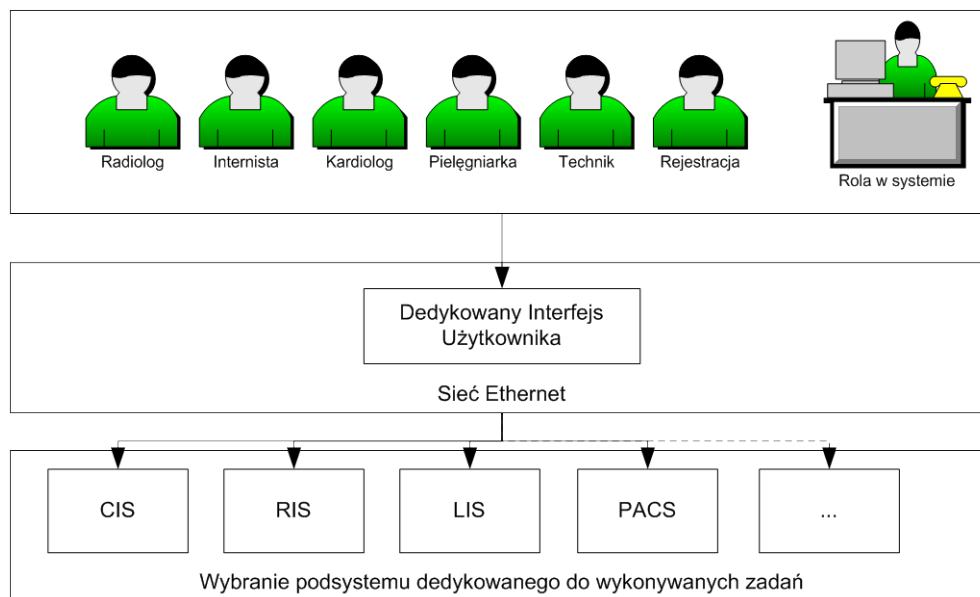 Radiolog
Internista
Kardiolog
Pielęgniarka
Technik
Rejestracja
Rola w systemie
Dedykowany Interfejs
Użytkownika
Sieć Ethernet
CIS
RIS
LIS
PACS
...
Wybranie podsystemu dedykowanego do wykonywanych zadań